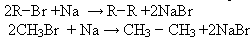 2R−Br +Na → R−R +2NaBr
2CH3Br + Na → CH3 − CH3 +2NaBr